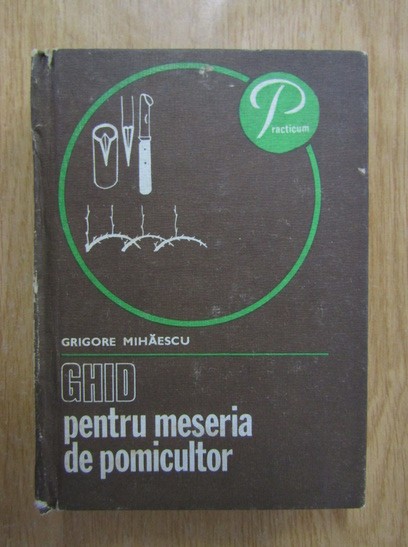 Practicum
GRIGORE MIHĂESCU
GHID
pentru meseria
de pomicultor